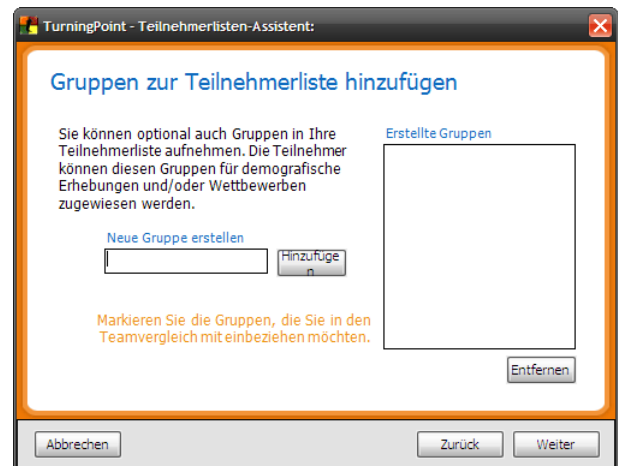 TurningPoint - Teilnehmerlisten-Assistent:
Gruppen zur Teilnehmerliste hinzufügen
Sie können optional auch Gruppen in Ihre
Teilnehmerliste aufnehmen. Die Teilnehmer
können diesen Gruppen für demografische
Erhebungen und/oder Wettbewerben
zugewiesen werden.
Erstellte Gruppen
Neue Gruppe erstellen
Hinzufüge
n
Markieren Sie die Gruppen, die Sie in den
Teamvergleich mit einbeziehen möchten.
Entfernen
Abbrechen
Zurück
Weiter